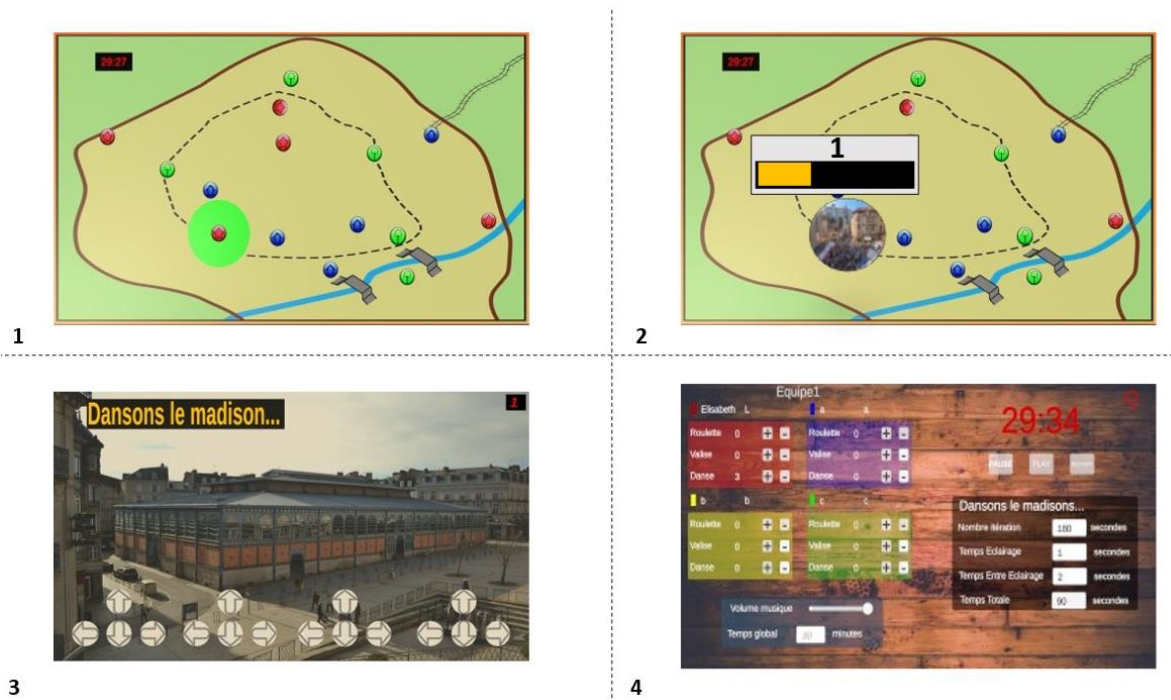 29:27
29:27
1
1
2
Dansons le madison...
1
3
Equipe1
Elisabeth L
a a
Roulette 0 + -
Valise 0 + -
Danse 3 + -
Roulette 0 + -
Valise 0 + -
Danse 0 + -
b b
c c
Roulette 0 + -
Valise 0 + -
Danse 0 + -
Roulette 0 + -
Valise 0 + -
Danse 0 + -
29:34
PAUSE PLAY
Dansons le madisons...
Nombre itération 180 secondes
Temps Eclairage 1 secondes
Temps Entre Eclairage 2 secondes
Temps Totale 90 secondes
Volume musique
Temps global 30 minutes
4